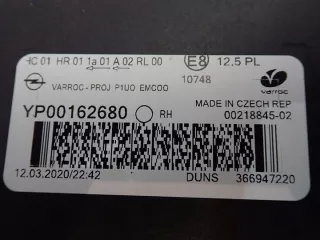 HC 01 HR 01 1a 01 A 02 RL 00
E8 12,5 PL
10748
varroc
VARROC-PROJ P1UO EMCOO
YP00162680 RH
MADE IN CZECH REP
00218845-02
12.03.2020/22:42
DUNS 366947220